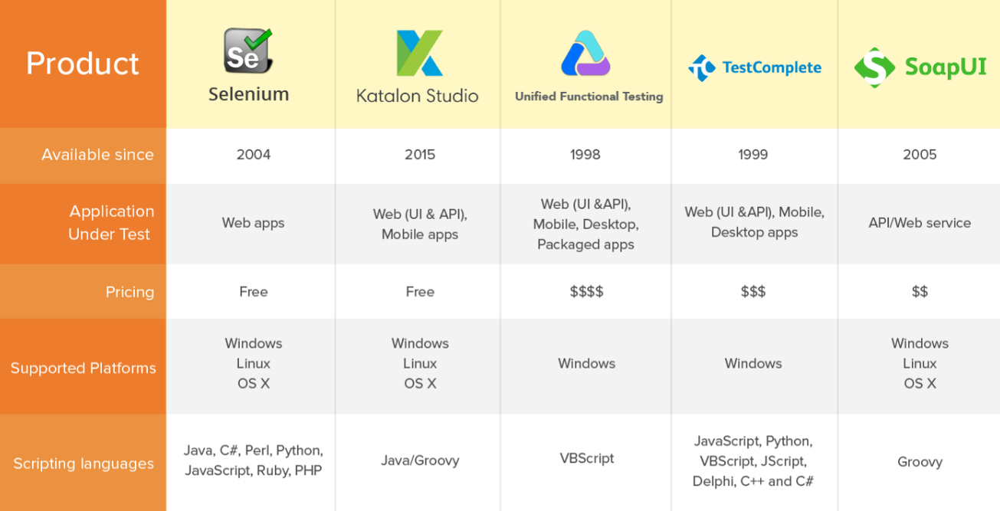 Product
Se
Selenium
Katalon Studio
Unified Functional Testing
TC TestComplete
S SoapUI
Available since
2004
2015
1998
1999
2005
Application
Under Test
Web apps
Web (UI & API),
Mobile apps
Web (UI &API),
Mobile, Desktop,
Packaged apps
Web (UI &API), Mobile,
Desktop apps
API/Web service
Pricing
Free
Free
$$$$
$$$
$$
Supported Platforms
Windows
Linux
OS X
Windows
Linux
OS X
Windows
Windows
Windows
Linux
OS X
Scripting languages
Java, C#, Perl, Python,
JavaScript, Ruby, PHP
Java/Groovy
VBScript
JavaScript, Python,
VBScript, JScript,
Delphi, C++ and C#
Groovy